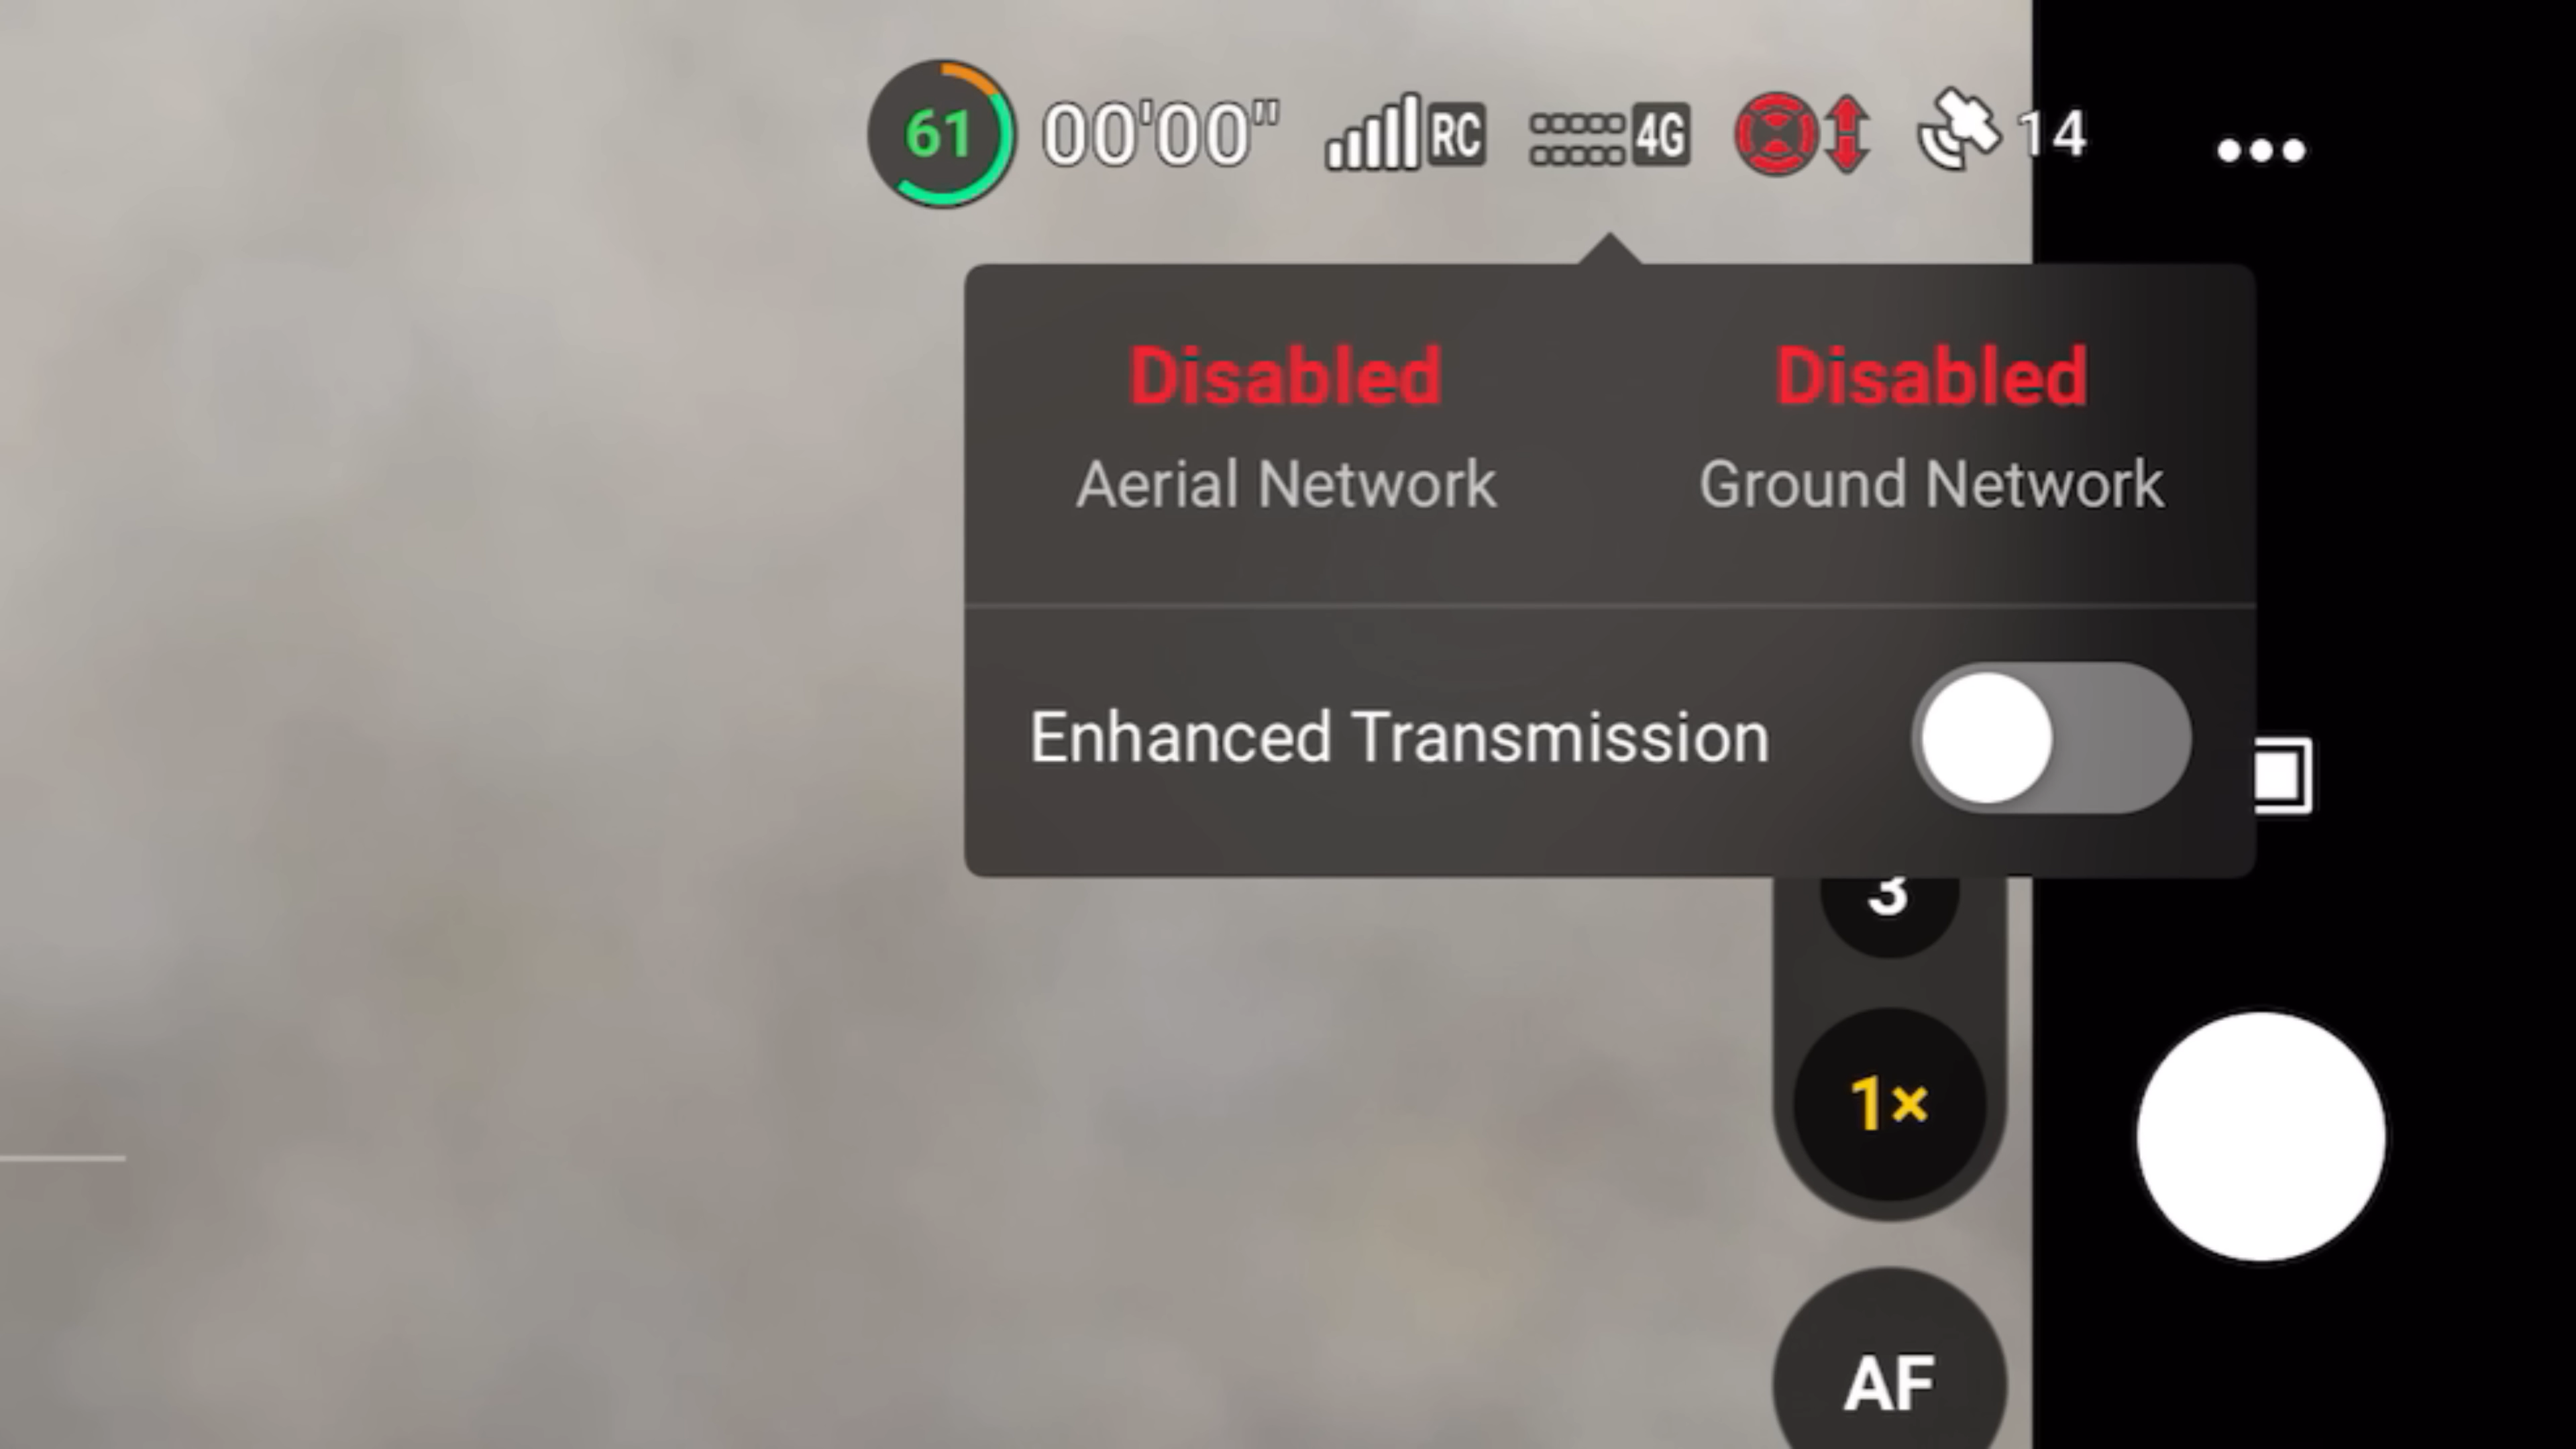 61 00'00" RC 4G 14
Disabled Disabled
Aerial Network Ground Network
Enhanced Transmission
3
1×
AF